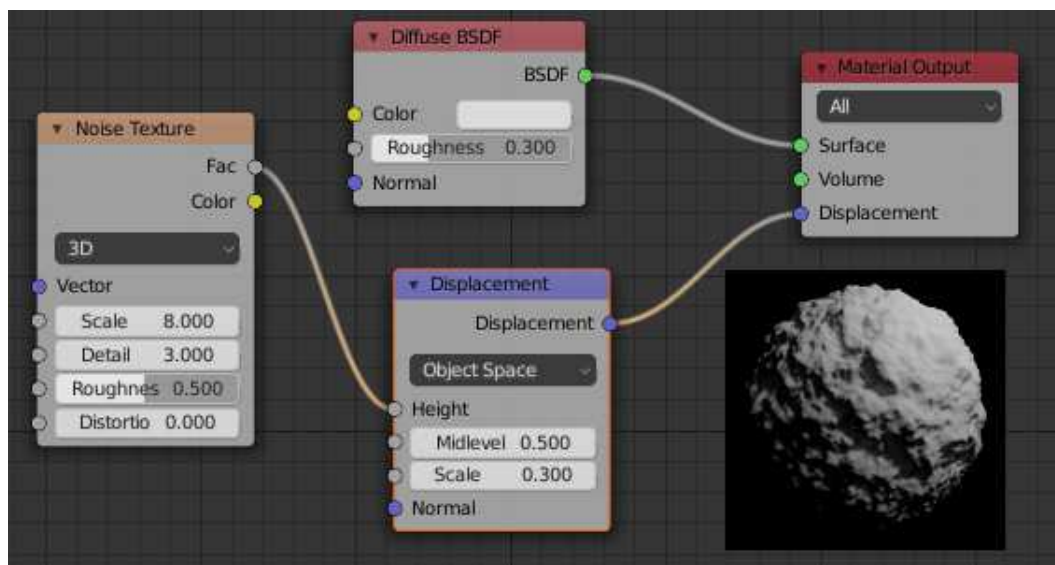 Noise Texture
Fac
Color
3D
Vector
Scale 8.000
Detail 3.000
Roughnes 0.500
Distortio 0.000
Diffuse BSDF
BSDF
Color
Roughness 0.300
Normal
Displacement
Displacement
Object Space
Height
Midlevel 0.500
Scale 0.300
Normal
Material Output
All
Surface
Volume
Displacement